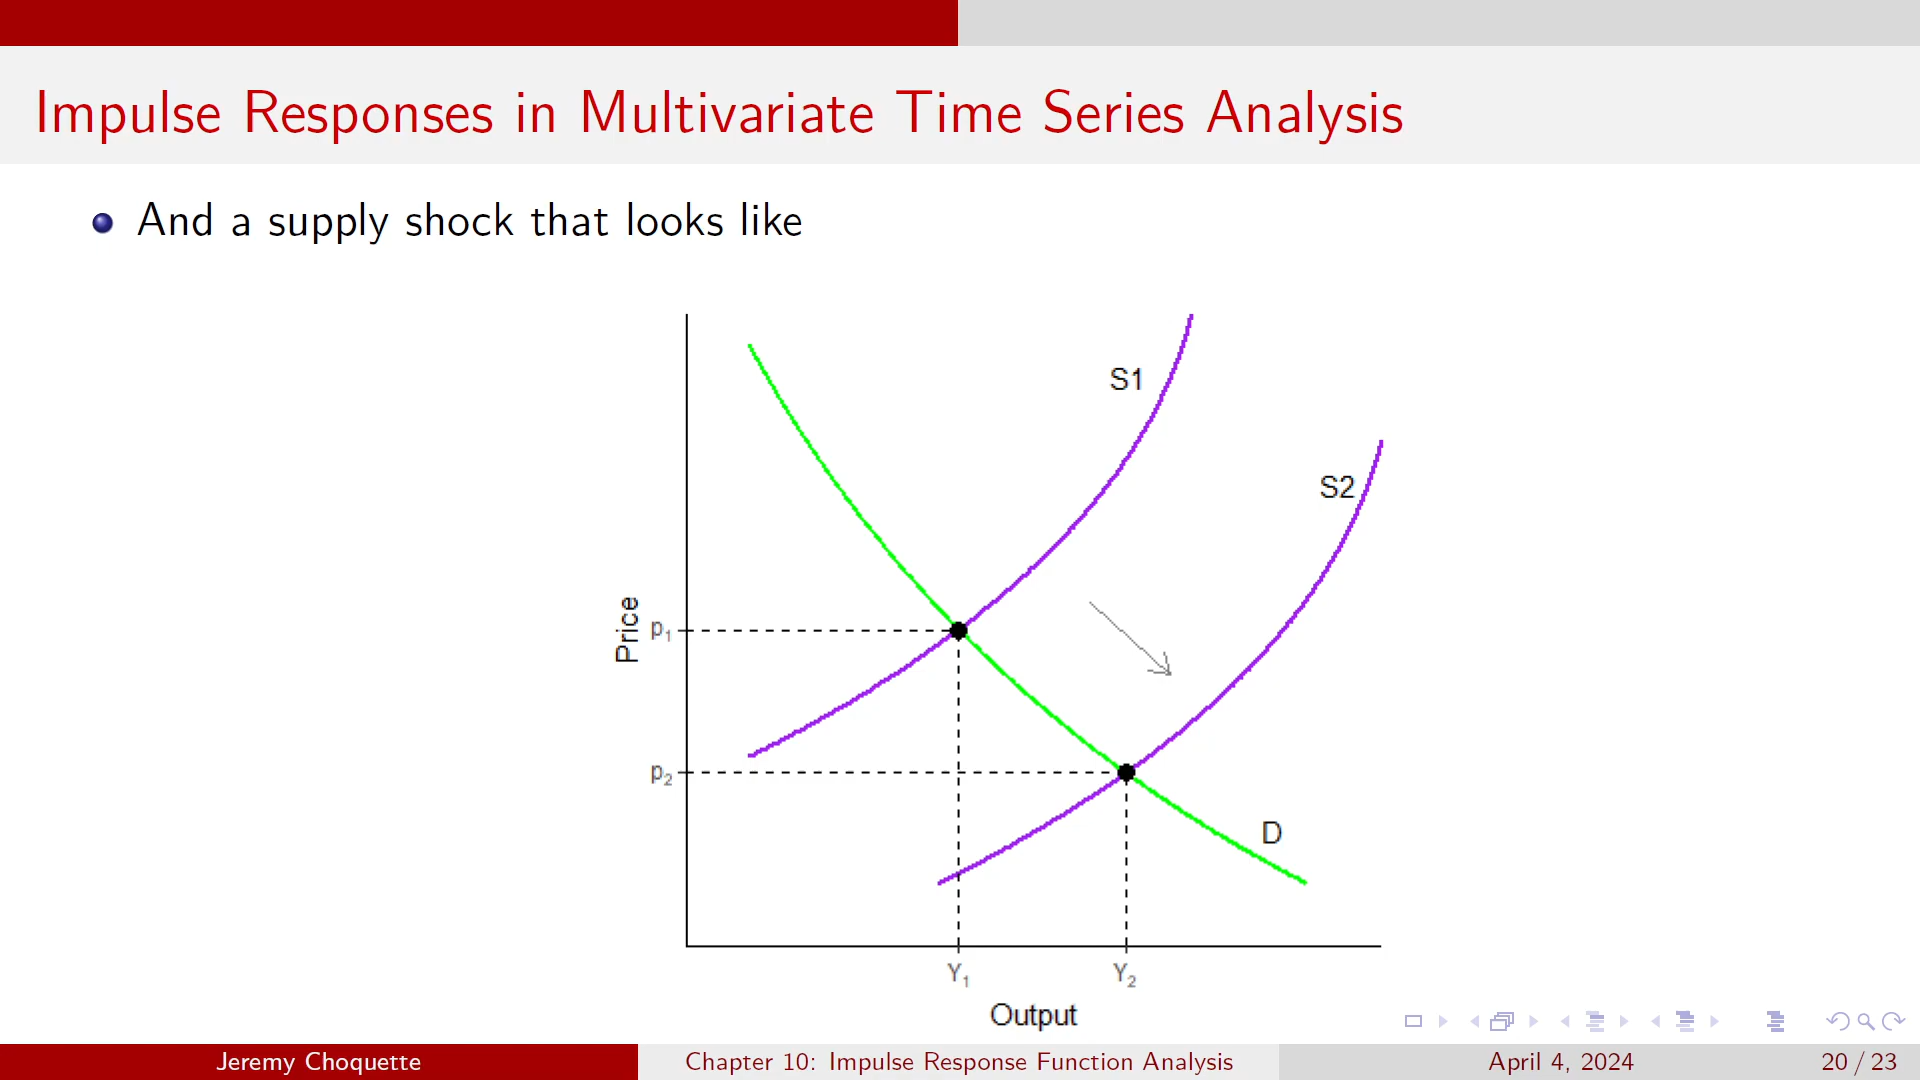 Impulse Responses in Multivariate Time Series Analysis
And a supply shock that looks like
S1
S2
Price
p1
p2
D
Y1
Y2
Output
Jeremy Choquette
Chapter 10: Impulse Response Function Analysis
April 4, 2024
20 / 23